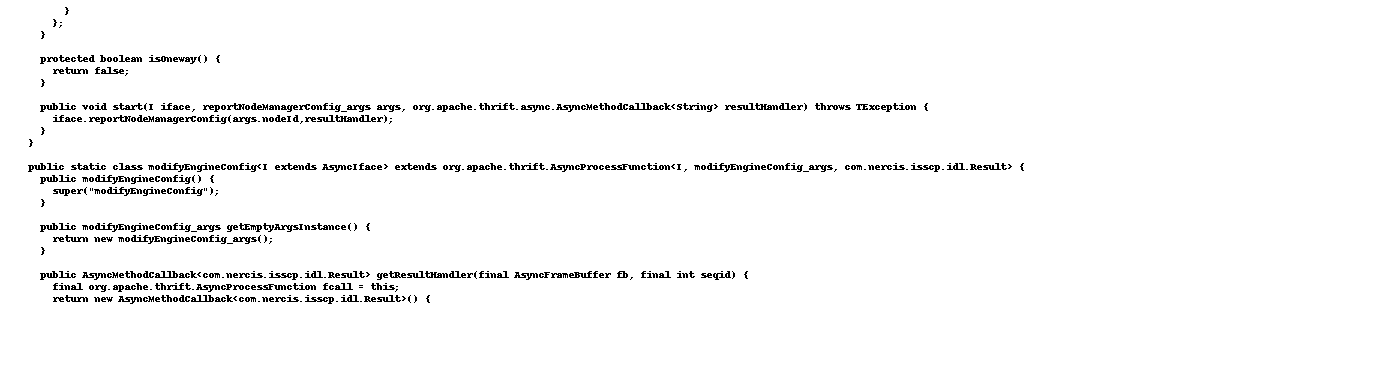 }
    };
  }

  protected boolean isOneway() {
    return false;
  }

  public void start(I iface, reportNodeManagerConfig_args args, org.apache.thrift.async.AsyncMethodCallback<String> resultHandler) throws TException {
    iface.reportNodeManagerConfig(args.nodeId,resultHandler);
  }
}

public static class modifyEngineConfig<I extends AsyncIface> extends org.apache.thrift.AsyncProcessFunction<I, modifyEngineConfig_args, com.nercis.isscp.idl.Result> {
  public modifyEngineConfig() {
    super("modifyEngineConfig");
  }

  public modifyEngineConfig_args getEmptyArgsInstance() {
    return new modifyEngineConfig_args();
  }

  public AsyncMethodCallback<com.nercis.isscp.idl.Result> getResultHandler(final AsyncFrameBuffer fb, final int seqid) {
    final org.apache.thrift.AsyncProcessFunction fcall = this;
    return new AsyncMethodCallback<com.nercis.isscp.idl.Result>() {